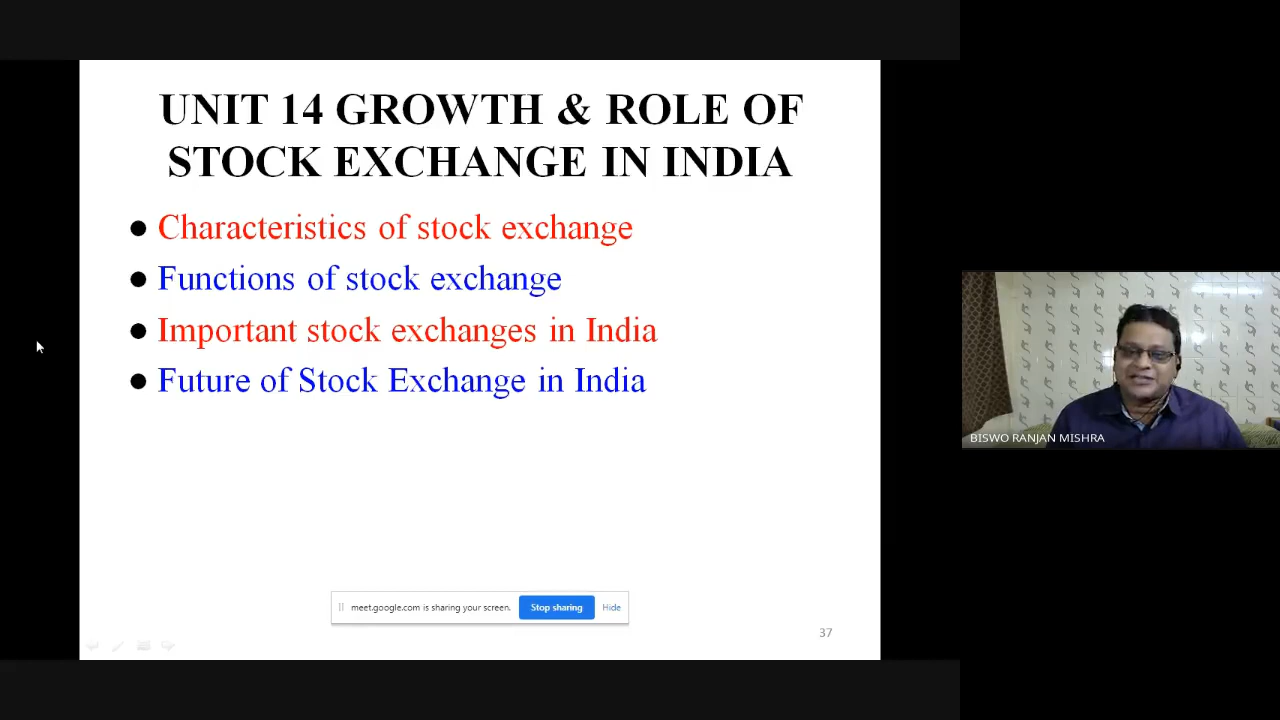 UNIT 14 GROWTH & ROLE OF
STOCK EXCHANGE IN INDIA
● Characteristics of stock exchange
● Functions of stock exchange
● Important stock exchanges in India
● Future of Stock Exchange in India
meet.google.com is sharing your screen. Stop sharing Hide
37
BISWO RANJAN MISHRA